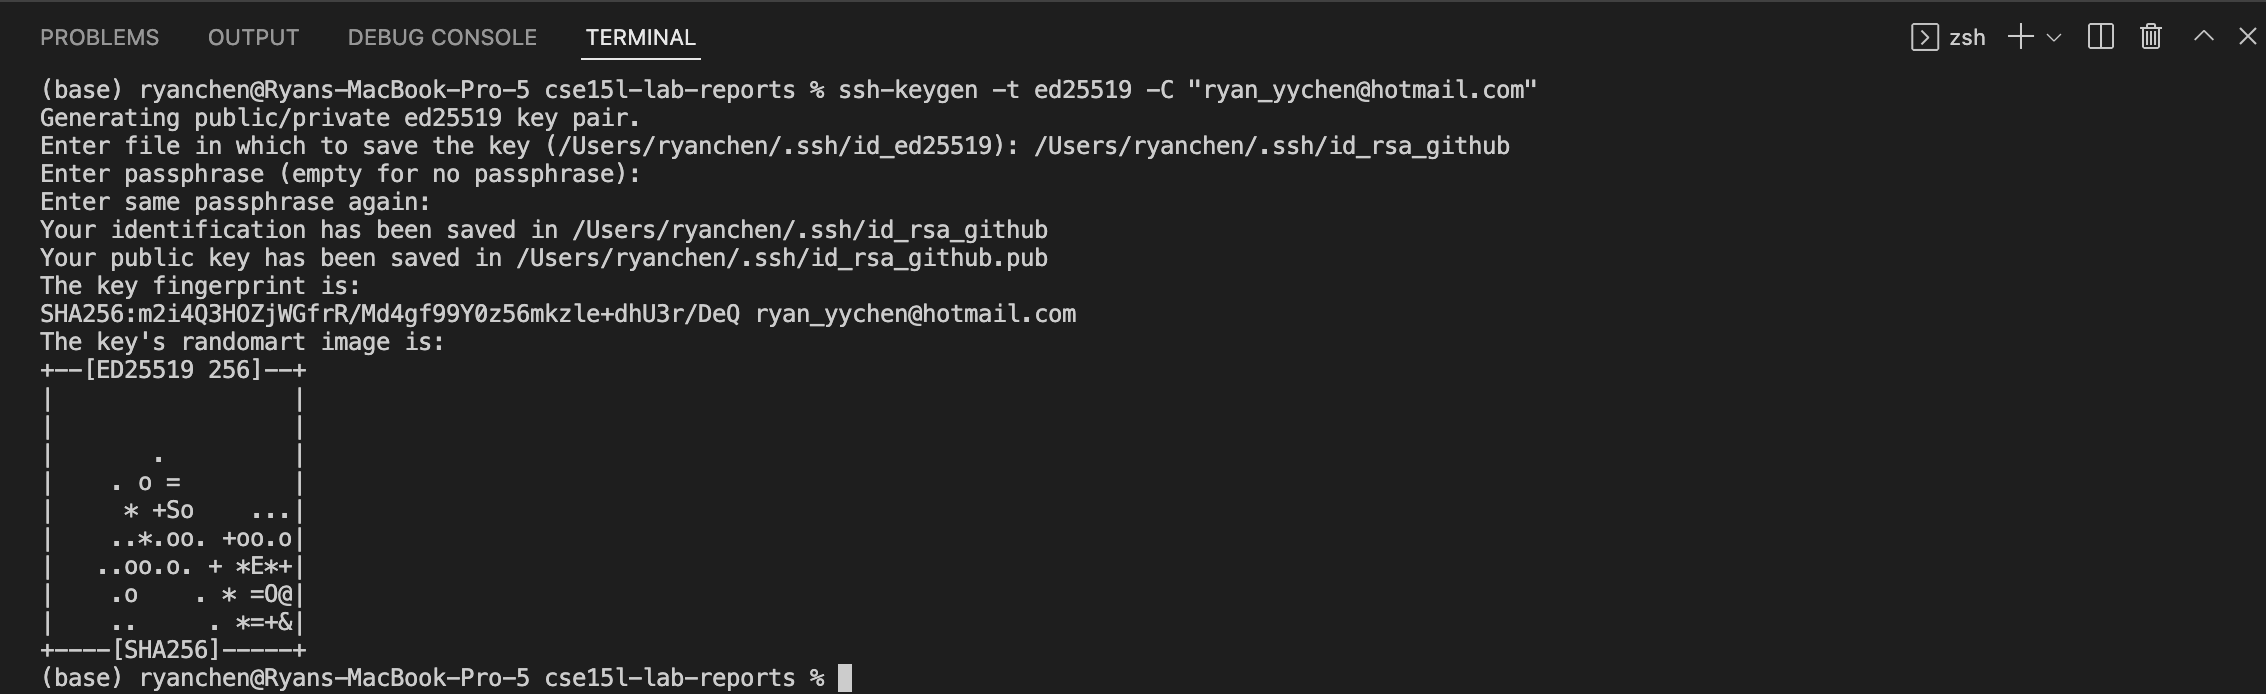 PROBLEMS OUTPUT DEBUG CONSOLE TERMINAL zsh
(base) ryanchen@Ryans-MacBook-Pro-5 cse15l-lab-reports % ssh-keygen -t ed25519 -C "ryan_yychen@hotmail.com"
Generating public/private ed25519 key pair.
Enter file in which to save the key (/Users/ryanchen/.ssh/id_ed25519): /Users/ryanchen/.ssh/id_rsa_github
Enter passphrase (empty for no passphrase):
Enter same passphrase again:
Your identification has been saved in /Users/ryanchen/.ssh/id_rsa_github
Your public key has been saved in /Users/ryanchen/.ssh/id_rsa_github.pub
The key fingerprint is:
SHA256:m2i4Q3HOZjWGfrR/Md4gf99Y0z56mkzle+dhU3r/DeQ ryan_yychen@hotmail.com
The key's randomart image is:
+--[ED25519 256]--+
|                 |
|                 |
|       .         |
|    . o =        |
|     * +So    ...|
|    ..*.oo. +oo.o|
|   ..oo.o. + *E*+|
|    .o    . * =O@|
|    ..     . *=+&|
+----[SHA256]-----+
(base) ryanchen@Ryans-MacBook-Pro-5 cse15l-lab-reports %